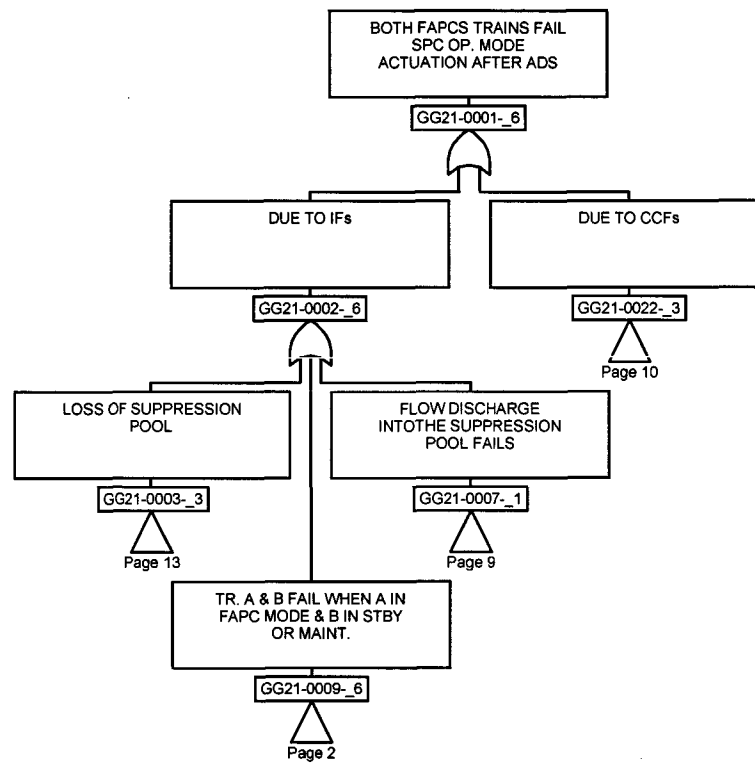 BOTH FAPCS TRAINS FAIL
SPC OP. MODE
ACTUATION AFTER ADS
GG21-0001-_6
DUE TO IFs
GG21-0002-_6
DUE TO CCFs
GG21-0022-_3
Page 10
LOSS OF SUPPRESSION
POOL
GG21-0003-_3
Page 13
FLOW DISCHARGE
INTOTHE SUPPRESSION
POOL FAILS
GG21-0007-_1
Page 9
TR. A & B FAIL WHEN A IN
FAPC MODE & B IN STBY
OR MAINT.
GG21-0009-_6
Page 2